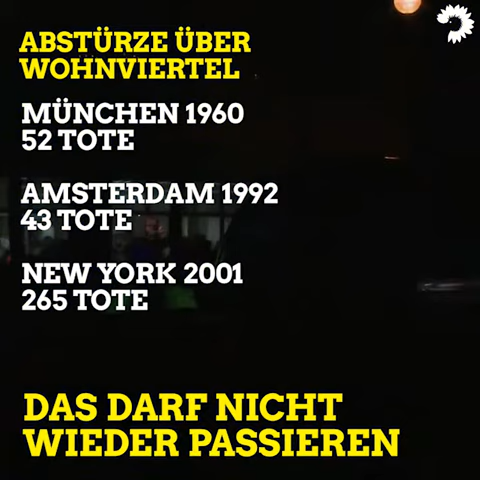 ABSTÜRZE ÜBER
WOHNVIERTEL
MÜNCHEN 1960
52 TOTE
AMSTERDAM 1992
43 TOTE
NEW YORK 2001
265 TOTE
DAS DARF NICHT
WIEDER PASSIEREN